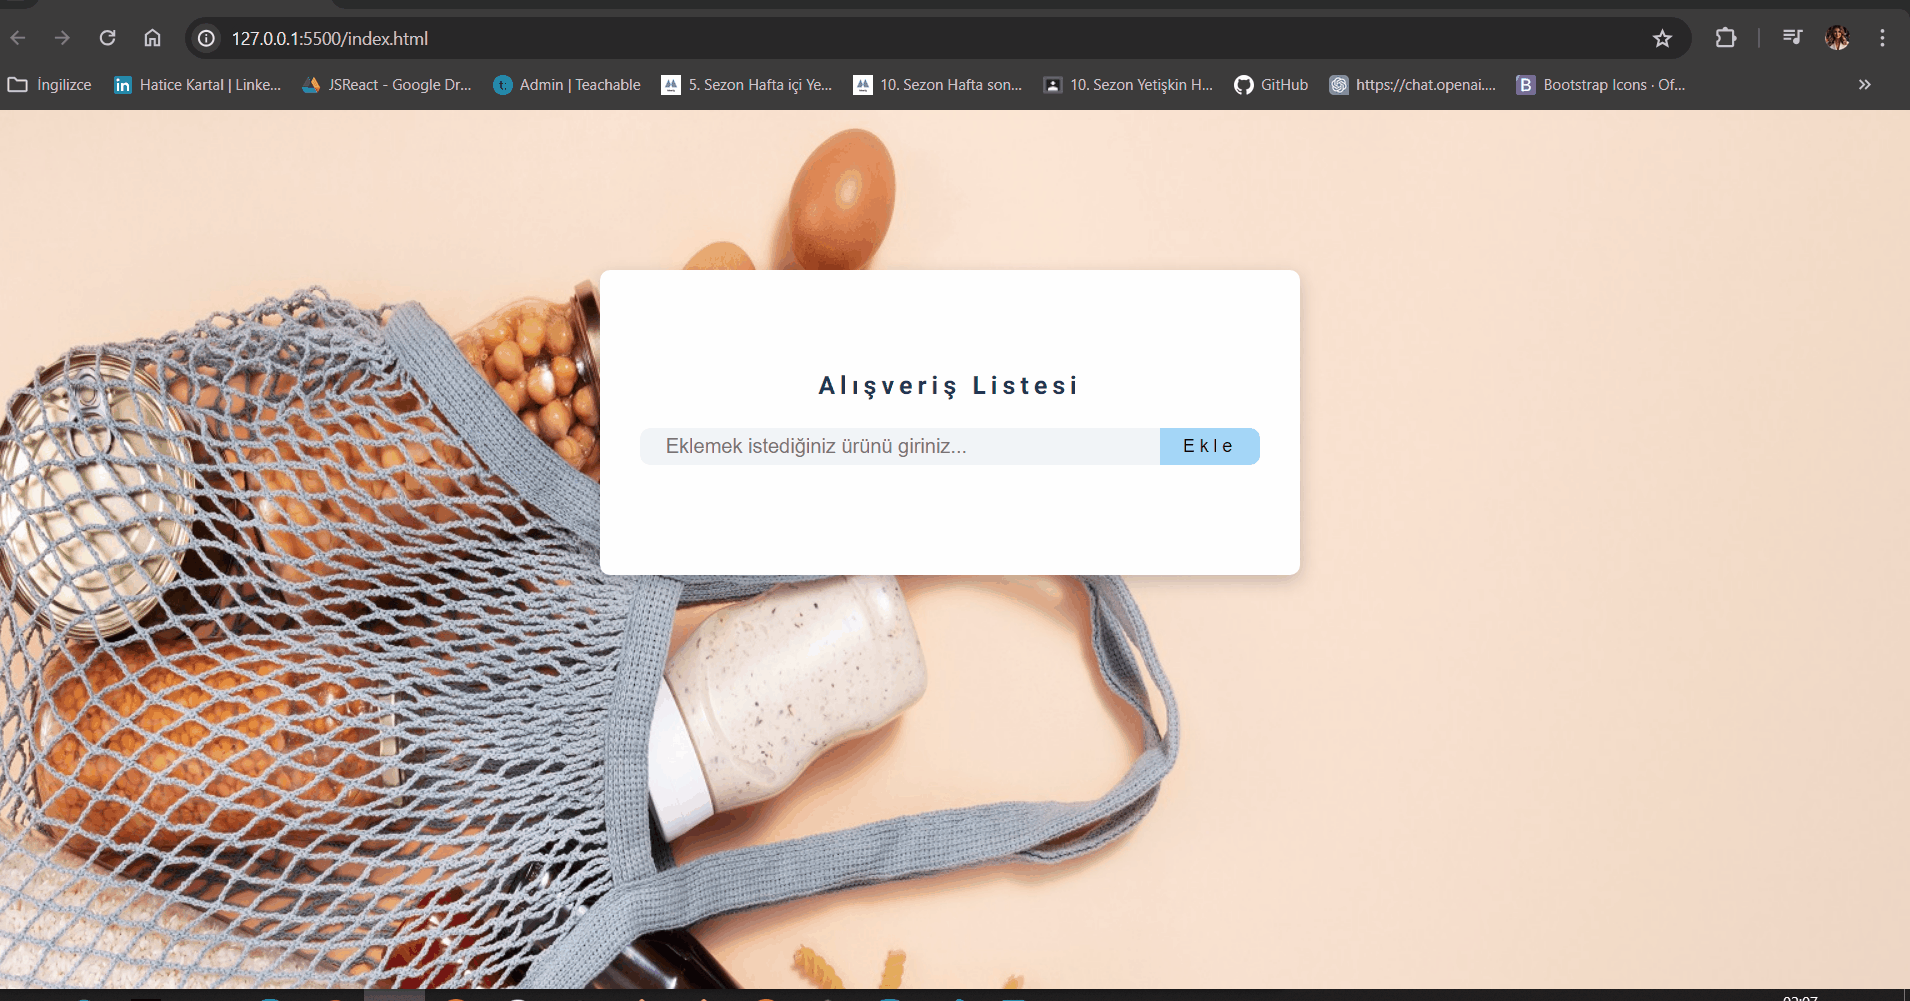 127.0.0.1:5500/index.html
İngilizce
Hatice Kartal | Linke...
JSReact - Google Dr...
Admin | Teachable
5. Sezon Hafta içi Ye...
10. Sezon Hafta son...
10. Sezon Yetişkin H...
GitHub
https://chat.openai....
Bootstrap Icons · Of...
Alışveriş Listesi
Eklemek istediğiniz ürünü giriniz...
Ekle